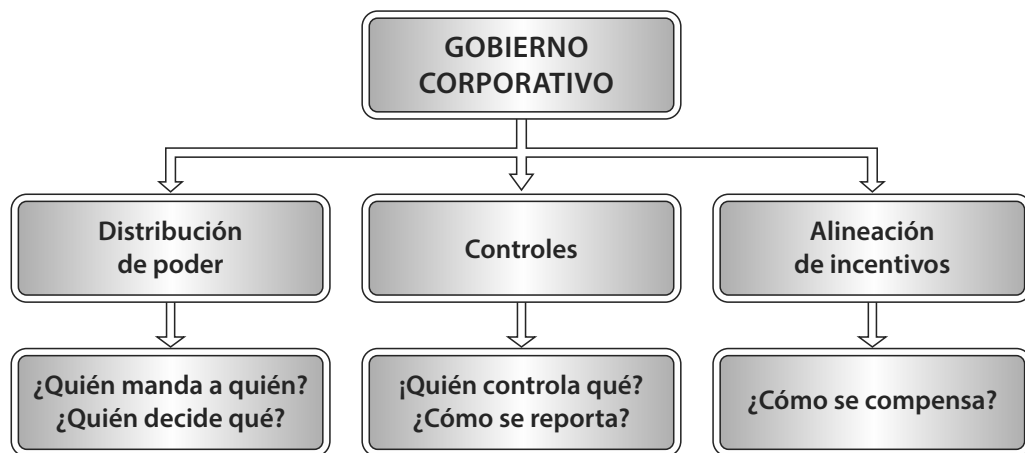 GOBIERNO
CORPORATIVO
Distribución
de poder
Controles
Alineación
de incentivos
¿Quién manda a quién?
¿Quién decide qué?
¡Quién controla qué?
¿Cómo se reporta?
¿Cómo se compensa?